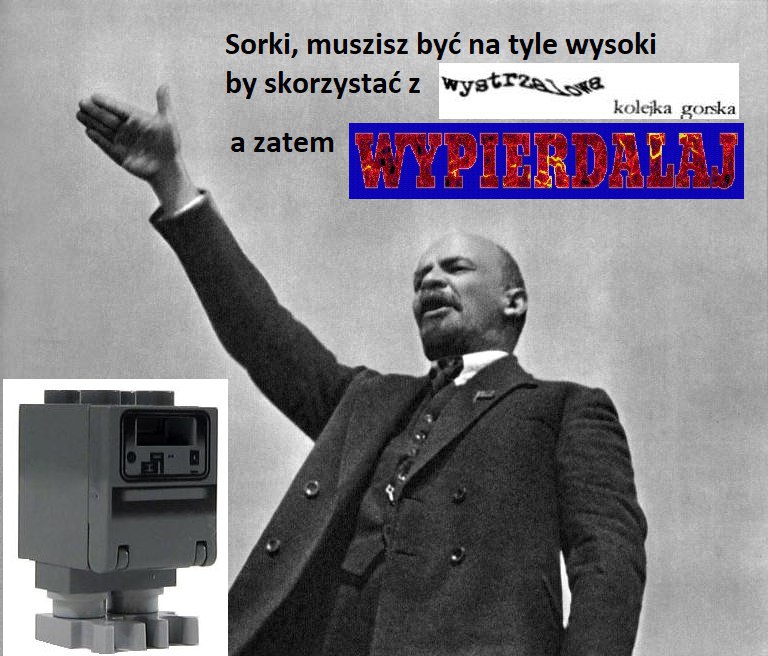 Sorki, muszisz być na tyle wysoki
by skorzystać z wystrzałowa
kolejka gorska
a zatem WYPIERDALAJ